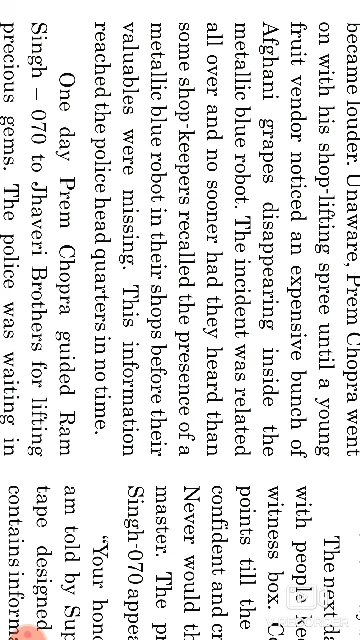 became louder. Unaware, Prem Chopra went
on with his shop-lifting spree until a young
fruit vendor noticed an expensive bunch of
Afghani grapes disappearing inside the
metallic blue robot. The incident was related
all over and no sooner had they heard than
some shop-keepers recalled the presence of a
metallic blue robot in their shops before their
valuables were missing. This information
reached the police head quarters in no time.
One day Prem Chopra guided Ram
Singh – 070 to Jhaveri Brothers for lifting
precious gems. The police was waiting in
The next
with people
witness box.
points till the
confident and
Never would
master. The
Singh-070
"Your
am told by
tape designed
contains